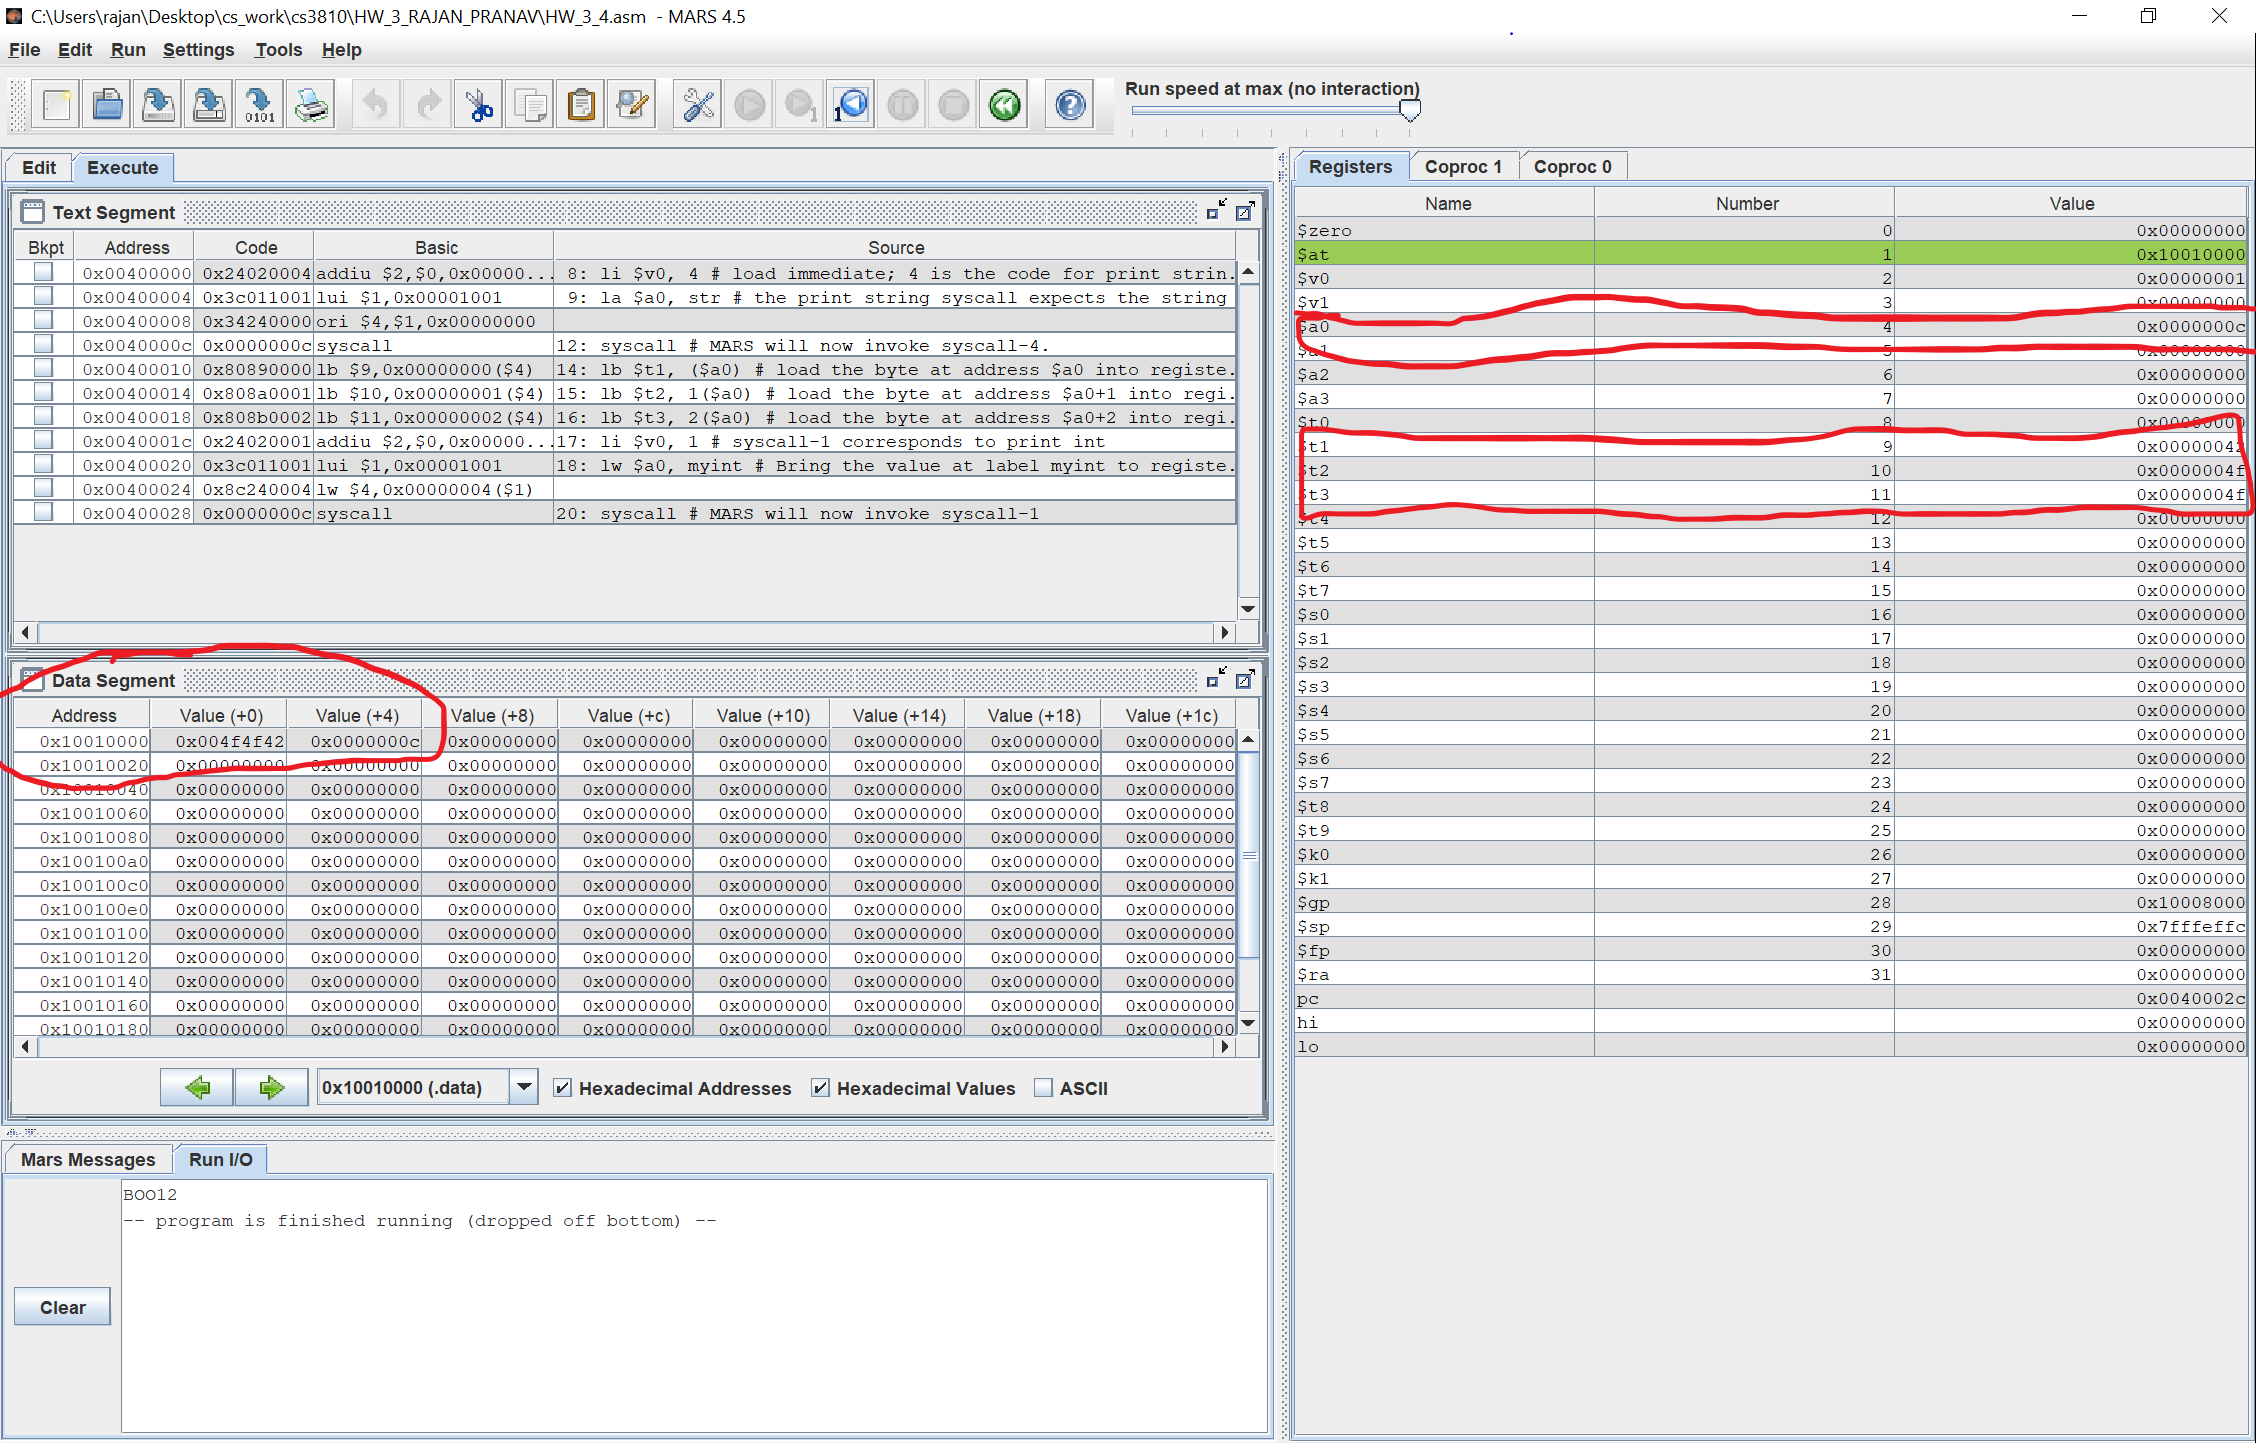 C:\Users\rajan\Desktop\cs_work\cs3810\HW_3_RAJAN_PRANAV\HW_3_4.asm - MARS 4.5
File Edit Run Settings Tools Help
Run speed at max (no interaction)
Edit Execute
Text Segment
Bkpt Address Code Basic Source
0x00400000 0x24020004 addiu $2,$0,0x00000... 8: li $v0, 4 # load immediate; 4 is the code for print strin.
0x00400004 0x3c011001 lui $1,0x00001001 9: la $a0, str # the print string syscall expects the string
0x00400008 0x34240000 ori $4,$1,0x00000000
0x0040000c 0x0000000c syscall 12: syscall # MARS will now invoke syscall-4.
0x00400010 0x80890000 lb $9,0x00000000($4) 14: lb $t1, ($a0) # load the byte at address $a0 into registe.
0x00400014 0x808a0001 lb $10,0x00000001($4) 15: lb $t2, 1($a0) # load the byte at address $a0+1 into regi.
0x00400018 0x808b0002 lb $11,0x00000002($4) 16: lb $t3, 2($a0) # load the byte at address $a0+2 into regi.
0x0040001c 0x24020001 addiu $2,$0,0x00000... 17: li $v0, 1 # syscall-1 corresponds to print int
0x00400020 0x3c011001 lui $1,0x00001001 18: lw $a0, myint # Bring the value at label myint to registe.
0x00400024 0x8c240004 lw $4,0x00000004($1)
0x00400028 0x0000000c syscall 20: syscall # MARS will now invoke syscall-1
Data Segment
Address Value (+0) Value (+4) Value (+8) Value (+c) Value (+10) Value (+14) Value (+18) Value (+1c)
0x10010000 0x004f4f42 0x0000000c 0x00000000 0x00000000 0x00000000 0x00000000 0x00000000 0x00000000
0x10010020 0x00000000 0x00000000 0x00000000 0x00000000 0x00000000 0x00000000 0x00000000 0x00000000
0x10010040 0x00000000 0x00000000 0x00000000 0x00000000 0x00000000 0x00000000 0x00000000 0x00000000
0x10010060 0x00000000 0x00000000 0x00000000 0x00000000 0x00000000 0x00000000 0x00000000 0x00000000
0x10010080 0x00000000 0x00000000 0x00000000 0x00000000 0x00000000 0x00000000 0x00000000 0x00000000
0x100100a0 0x00000000 0x00000000 0x00000000 0x00000000 0x00000000 0x00000000 0x00000000 0x00000000
0x100100c0 0x00000000 0x00000000 0x00000000 0x00000000 0x00000000 0x00000000 0x00000000 0x00000000
0x100100e0 0x00000000 0x00000000 0x00000000 0x00000000 0x00000000 0x00000000 0x00000000 0x00000000
0x10010100 0x00000000 0x00000000 0x00000000 0x00000000 0x00000000 0x00000000 0x00000000 0x00000000
0x10010120 0x00000000 0x00000000 0x00000000 0x00000000 0x00000000 0x00000000 0x00000000 0x00000000
0x10010140 0x00000000 0x00000000 0x00000000 0x00000000 0x00000000 0x00000000 0x00000000 0x00000000
0x10010160 0x00000000 0x00000000 0x00000000 0x00000000 0x00000000 0x00000000 0x00000000 0x00000000
0x10010180 0x00000000 0x00000000 0x00000000 0x00000000 0x00000000 0x00000000 0x00000000 0x00000000
0x10010000 (.data) Hexadecimal Addresses Hexadecimal Values ASCII
Mars Messages Run I/O
BOO12
-- program is finished running (dropped off bottom) --
Clear
Registers Coproc 1 Coproc 0
Name Number Value
$zero 0 0x00000000
$at 1 0x10010000
$v0 2 0x00000001
$v1 3 0x00000000
$a0 4 0x0000000c
$a1 5 0x00000000
$a2 6 0x00000000
$a3 7 0x00000000
$t0 8 0x00000000
$t1 9 0x00000042
$t2 10 0x0000004f
$t3 11 0x0000004f
$t4 12 0x00000000
$t5 13 0x00000000
$t6 14 0x00000000
$t7 15 0x00000000
$s0 16 0x00000000
$s1 17 0x00000000
$s2 18 0x00000000
$s3 19 0x00000000
$s4 20 0x00000000
$s5 21 0x00000000
$s6 22 0x00000000
$s7 23 0x00000000
$t8 24 0x00000000
$t9 25 0x00000000
$k0 26 0x00000000
$k1 27 0x00000000
$gp 28 0x10008000
$sp 29 0x7fffeffc
$fp 30 0x00000000
$ra 31 0x00000000
pc 0x0040002c
hi 0x00000000
lo 0x00000000